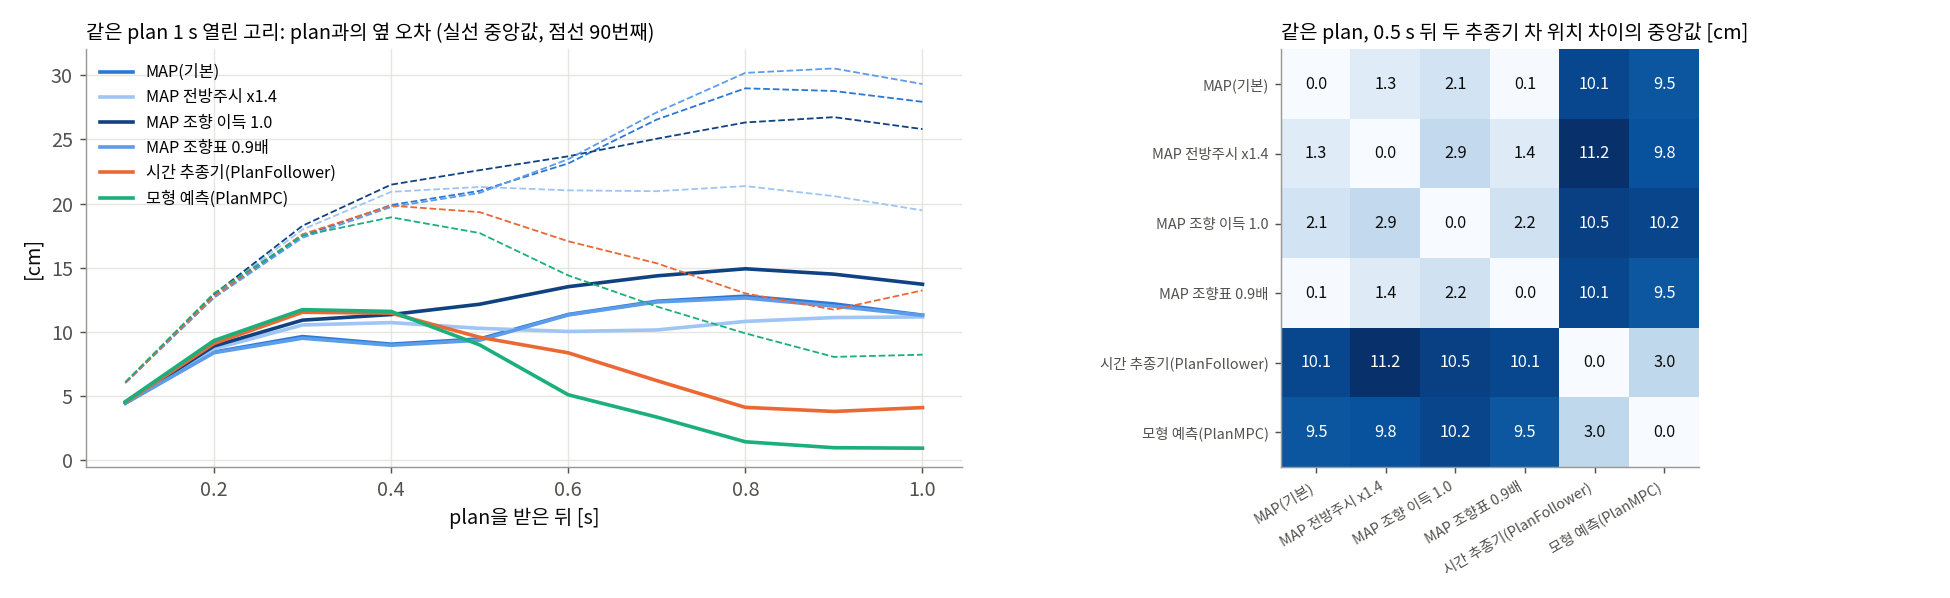 같은 plan 1 s 열린 고리: plan과의 옆 오차 (실선 중앙값, 점선 90번째)
30
25
20
15
10
5
0
[cm]
MAP(기본)
MAP 전방주시 x1.4
MAP 조향 이득 1.0
MAP 조향표 0.9배
시간 추종기(PlanFollower)
모형 예측(PlanMPC)
0.2 0.4 0.6 0.8 1.0
plan을 받은 뒤 [s]
같은 plan, 0.5 s 뒤 두 추종기 차 위치 차이의 중앙값 [cm]
MAP(기본) 0.0 1.3 2.1 0.1 10.1 9.5
MAP 전방주시 x1.4 1.3 0.0 2.9 1.4 11.2 9.8
MAP 조향 이득 1.0 2.1 2.9 0.0 2.2 10.5 10.2
MAP 조향표 0.9배 0.1 1.4 2.2 0.0 10.1 9.5
시간 추종기(PlanFollower) 10.1 11.2 10.5 10.1 0.0 3.0
모형 예측(PlanMPC) 9.5 9.8 10.2 9.5 3.0 0.0
MAP(기본)
MAP 전방주시 x1.4
MAP 조향 이득 1.0
MAP 조향표 0.9배
시간 추종기(PlanFollower)
모형 예측(PlanMPC)